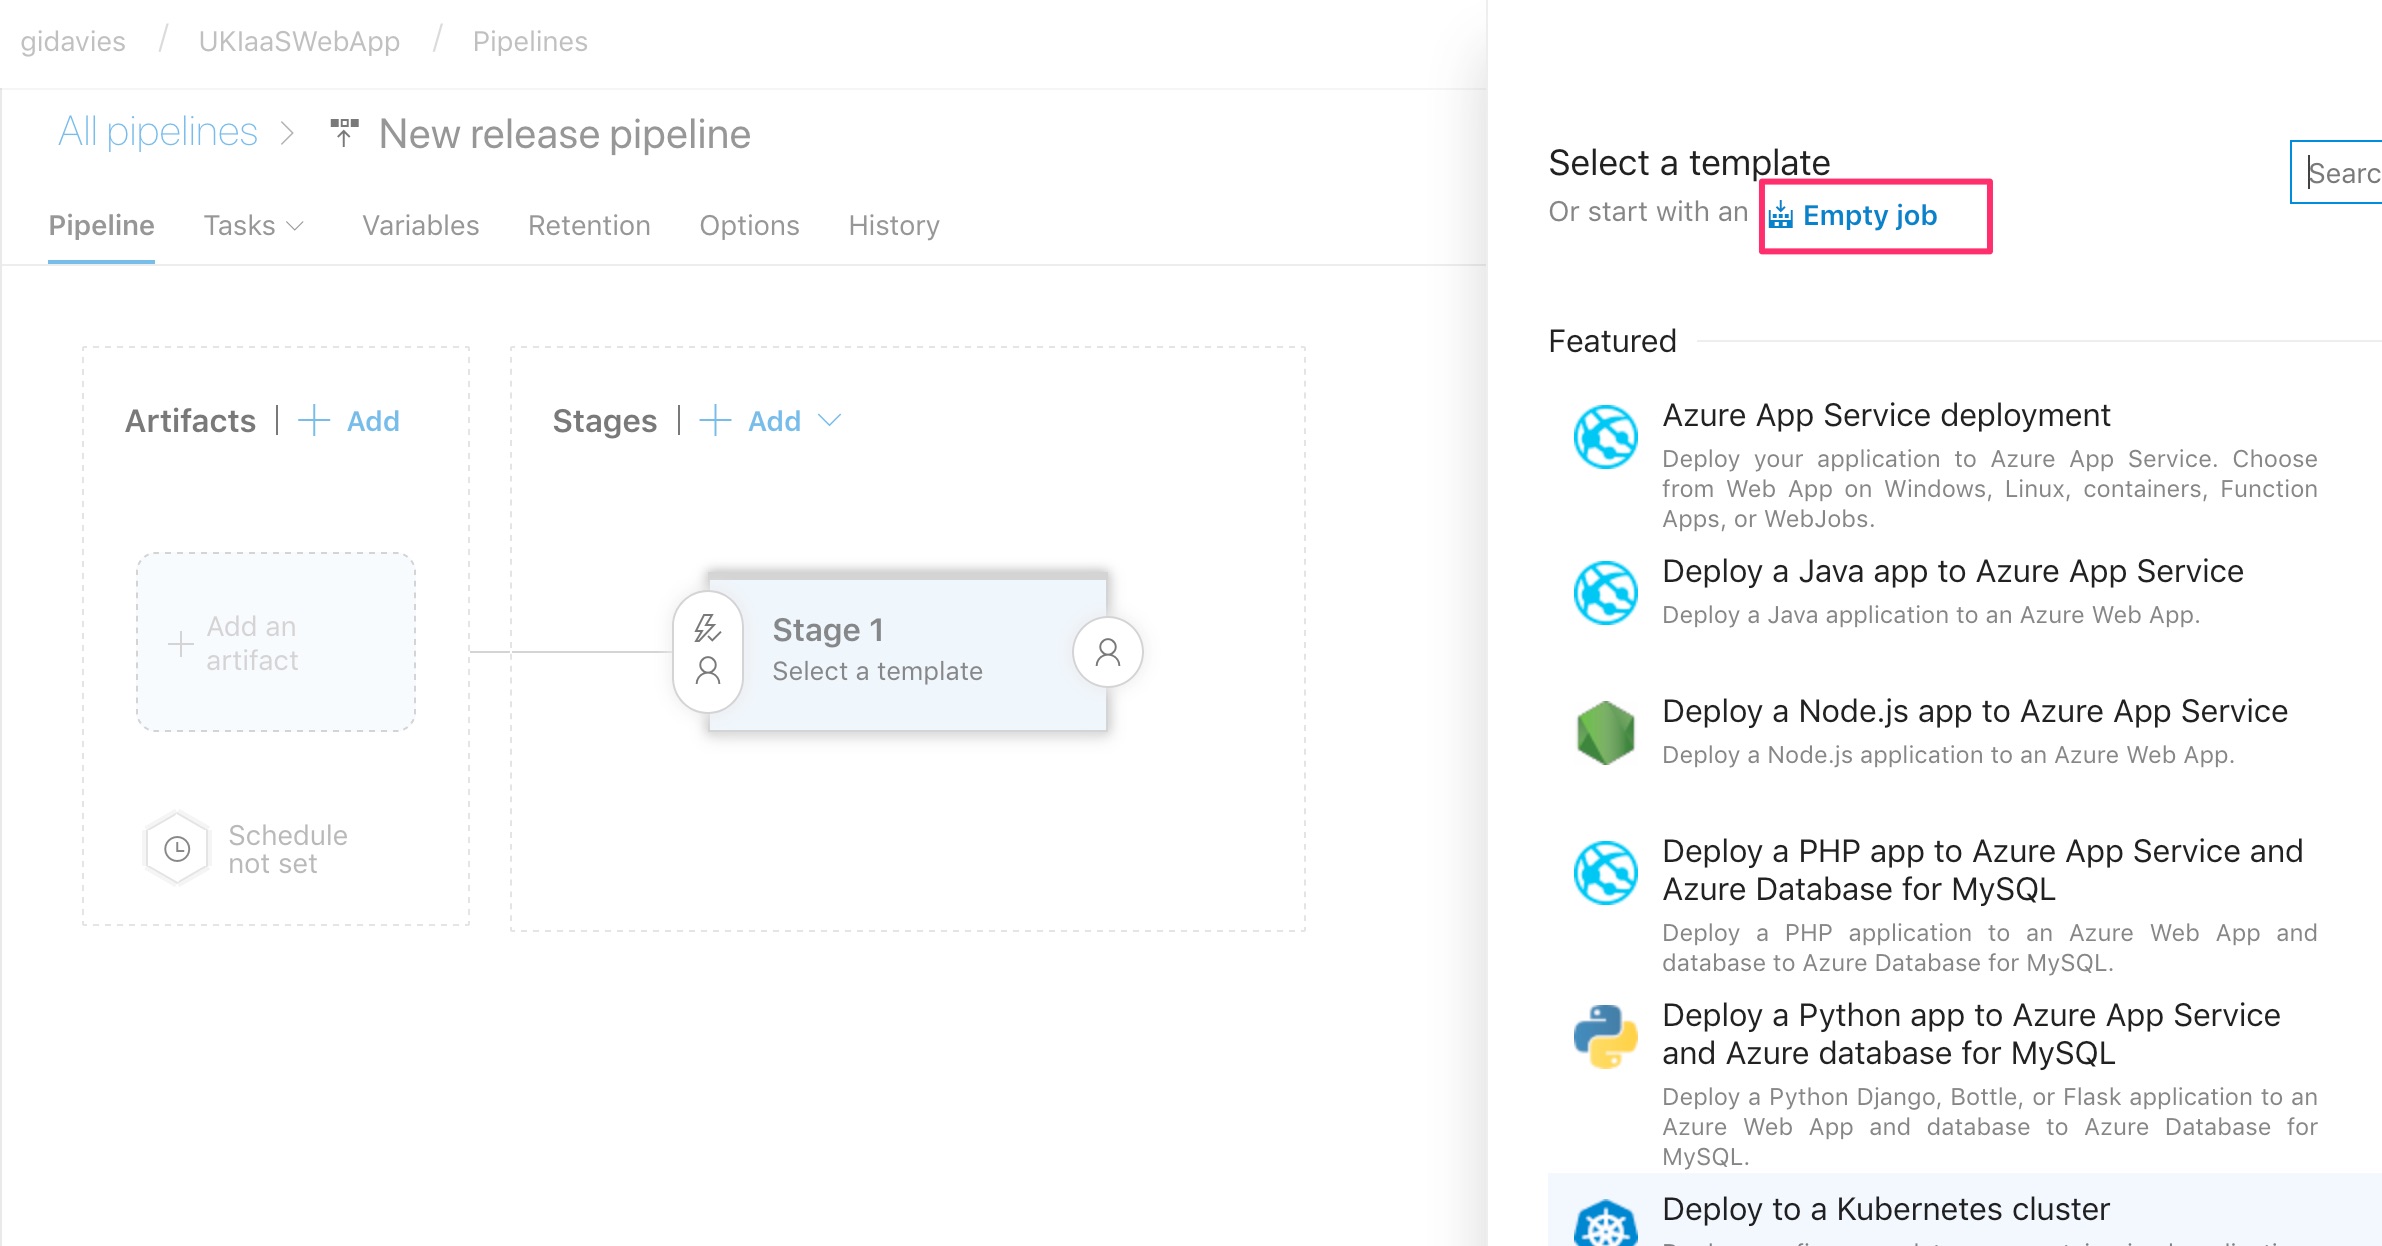 gidavies / UKIaaSWebApp / Pipelines
All pipelines > New release pipeline
Pipeline Tasks Variables Retention Options History
Artifacts | + Add
Stages | + Add
+ Add an
artifact
Stage 1
Select a template
Schedule
not set
Select a template
Or start with an Empty job
Searc
Featured
Azure App Service deployment
Deploy your application to Azure App Service. Choose
from Web App on Windows, Linux, containers, Function
Apps, or WebJobs.
Deploy a Java app to Azure App Service
Deploy a Java application to an Azure Web App.
Deploy a Node.js app to Azure App Service
Deploy a Node.js application to an Azure Web App.
Deploy a PHP app to Azure App Service and
Azure Database for MySQL
Deploy a PHP application to an Azure Web App and
database to Azure Database for MySQL.
Deploy a Python app to Azure App Service
and Azure database for MySQL
Deploy a Python Django, Bottle, or Flask application to an
Azure Web App and database to Azure Database for
MySQL.
Deploy to a Kubernetes cluster